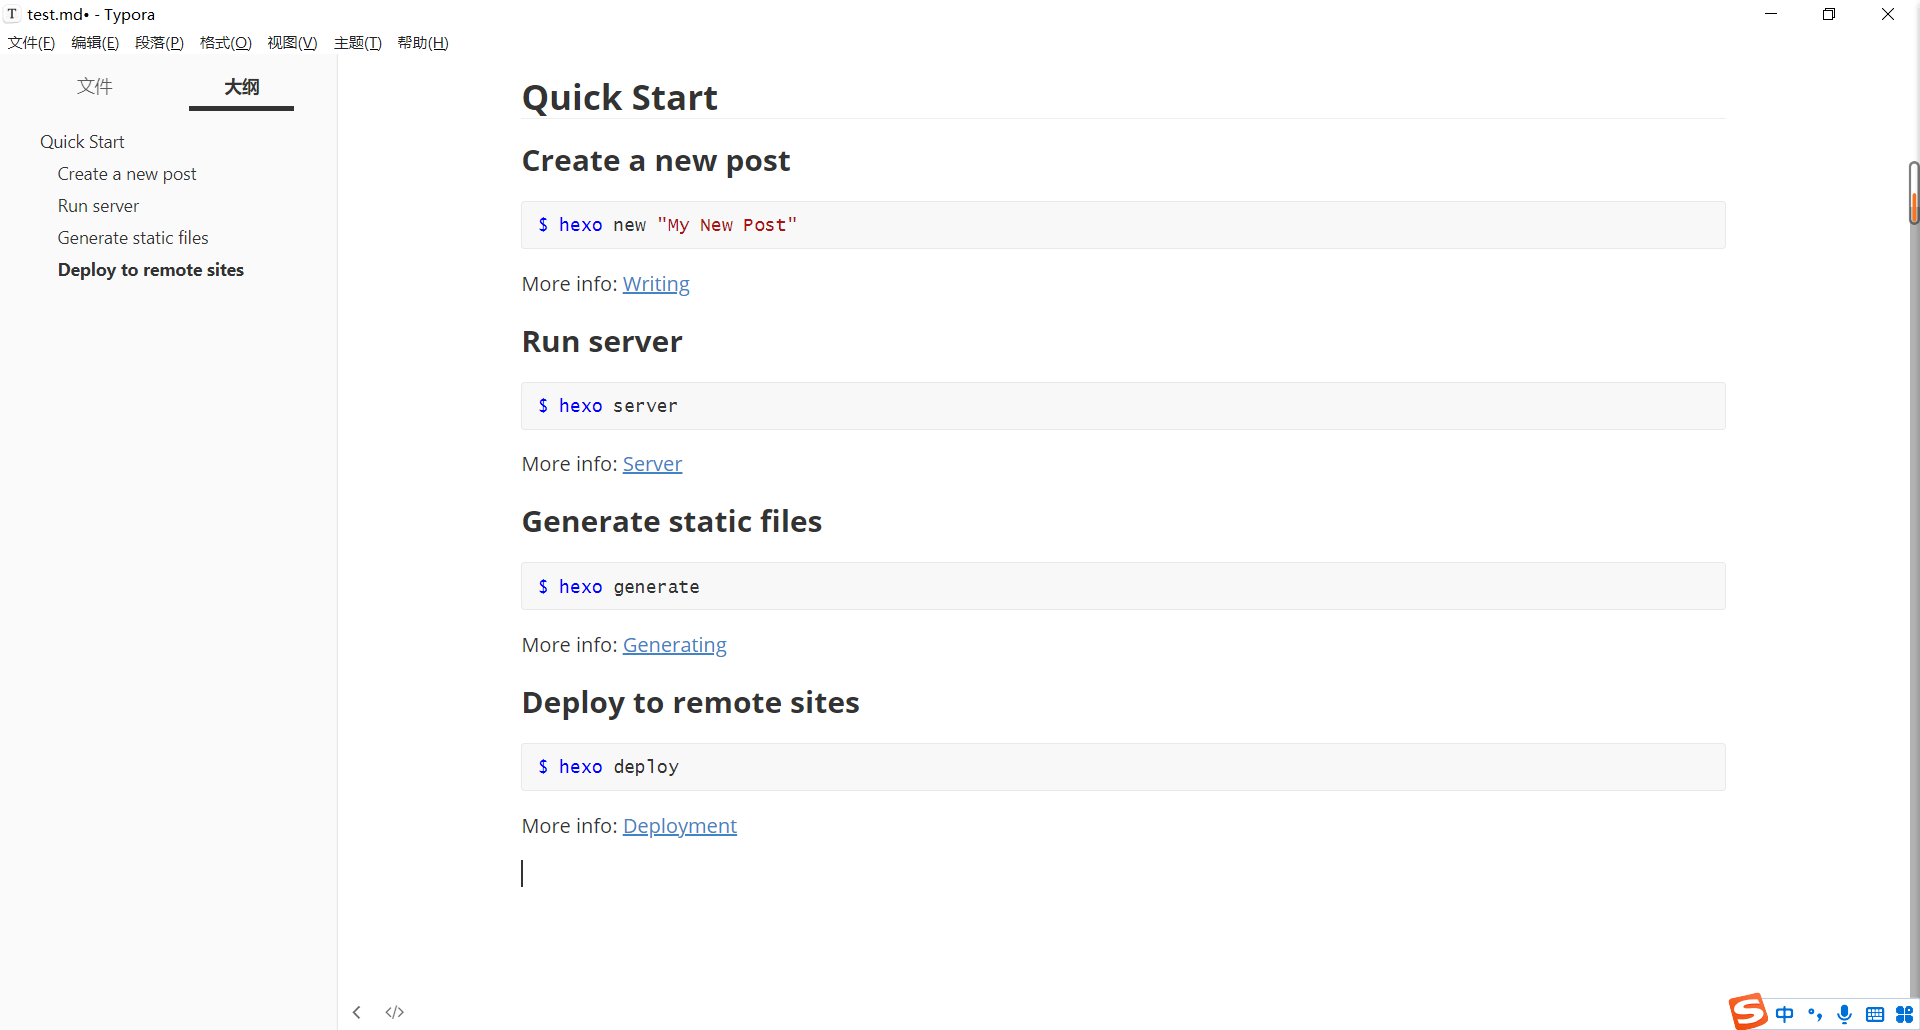 T test.md• - Typora
文件(F) 编辑(E) 段落(P) 格式(O) 视图(V) 主题(T) 帮助(H)
文件 大纲
Quick Start
Create a new post
Run server
Generate static files
Deploy to remote sites
Quick Start
Create a new post
$ hexo new "My New Post"
More info: Writing
Run server
$ hexo server
More info: Server
Generate static files
$ hexo generate
More info: Generating
Deploy to remote sites
$ hexo deploy
More info: Deployment
</>
S 中 °,